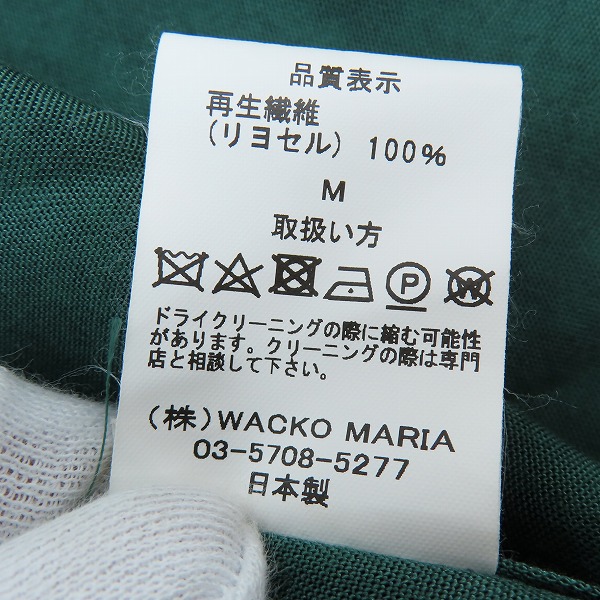 品質表示
再生繊維
(リヨセル) 100%
M
取扱い方
P W
ドライクリーニングの際に縮む可能性
があります。クリーニングの際は専門
店と相談して下さい。
(株)WACKO MARIA
03-5708-5277
日本製